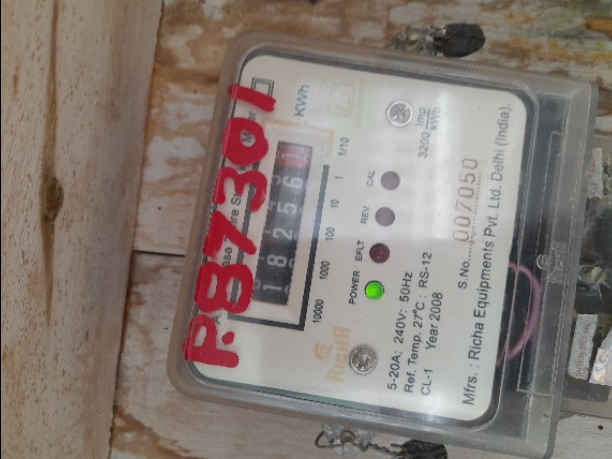 P.87301
KWh
182561
10000 1000 100 10 1 1/10
POWER EFLT REV. CAL
3200 Imp/kWh
RICHA
5-20A; 240V: 50Hz
Ref. Temp. 27°C : RS-12
CL-1 Year 2008
S.No. 007050
Mfrs. : Richa Equipments Pvt. Ltd. Delhi (India).